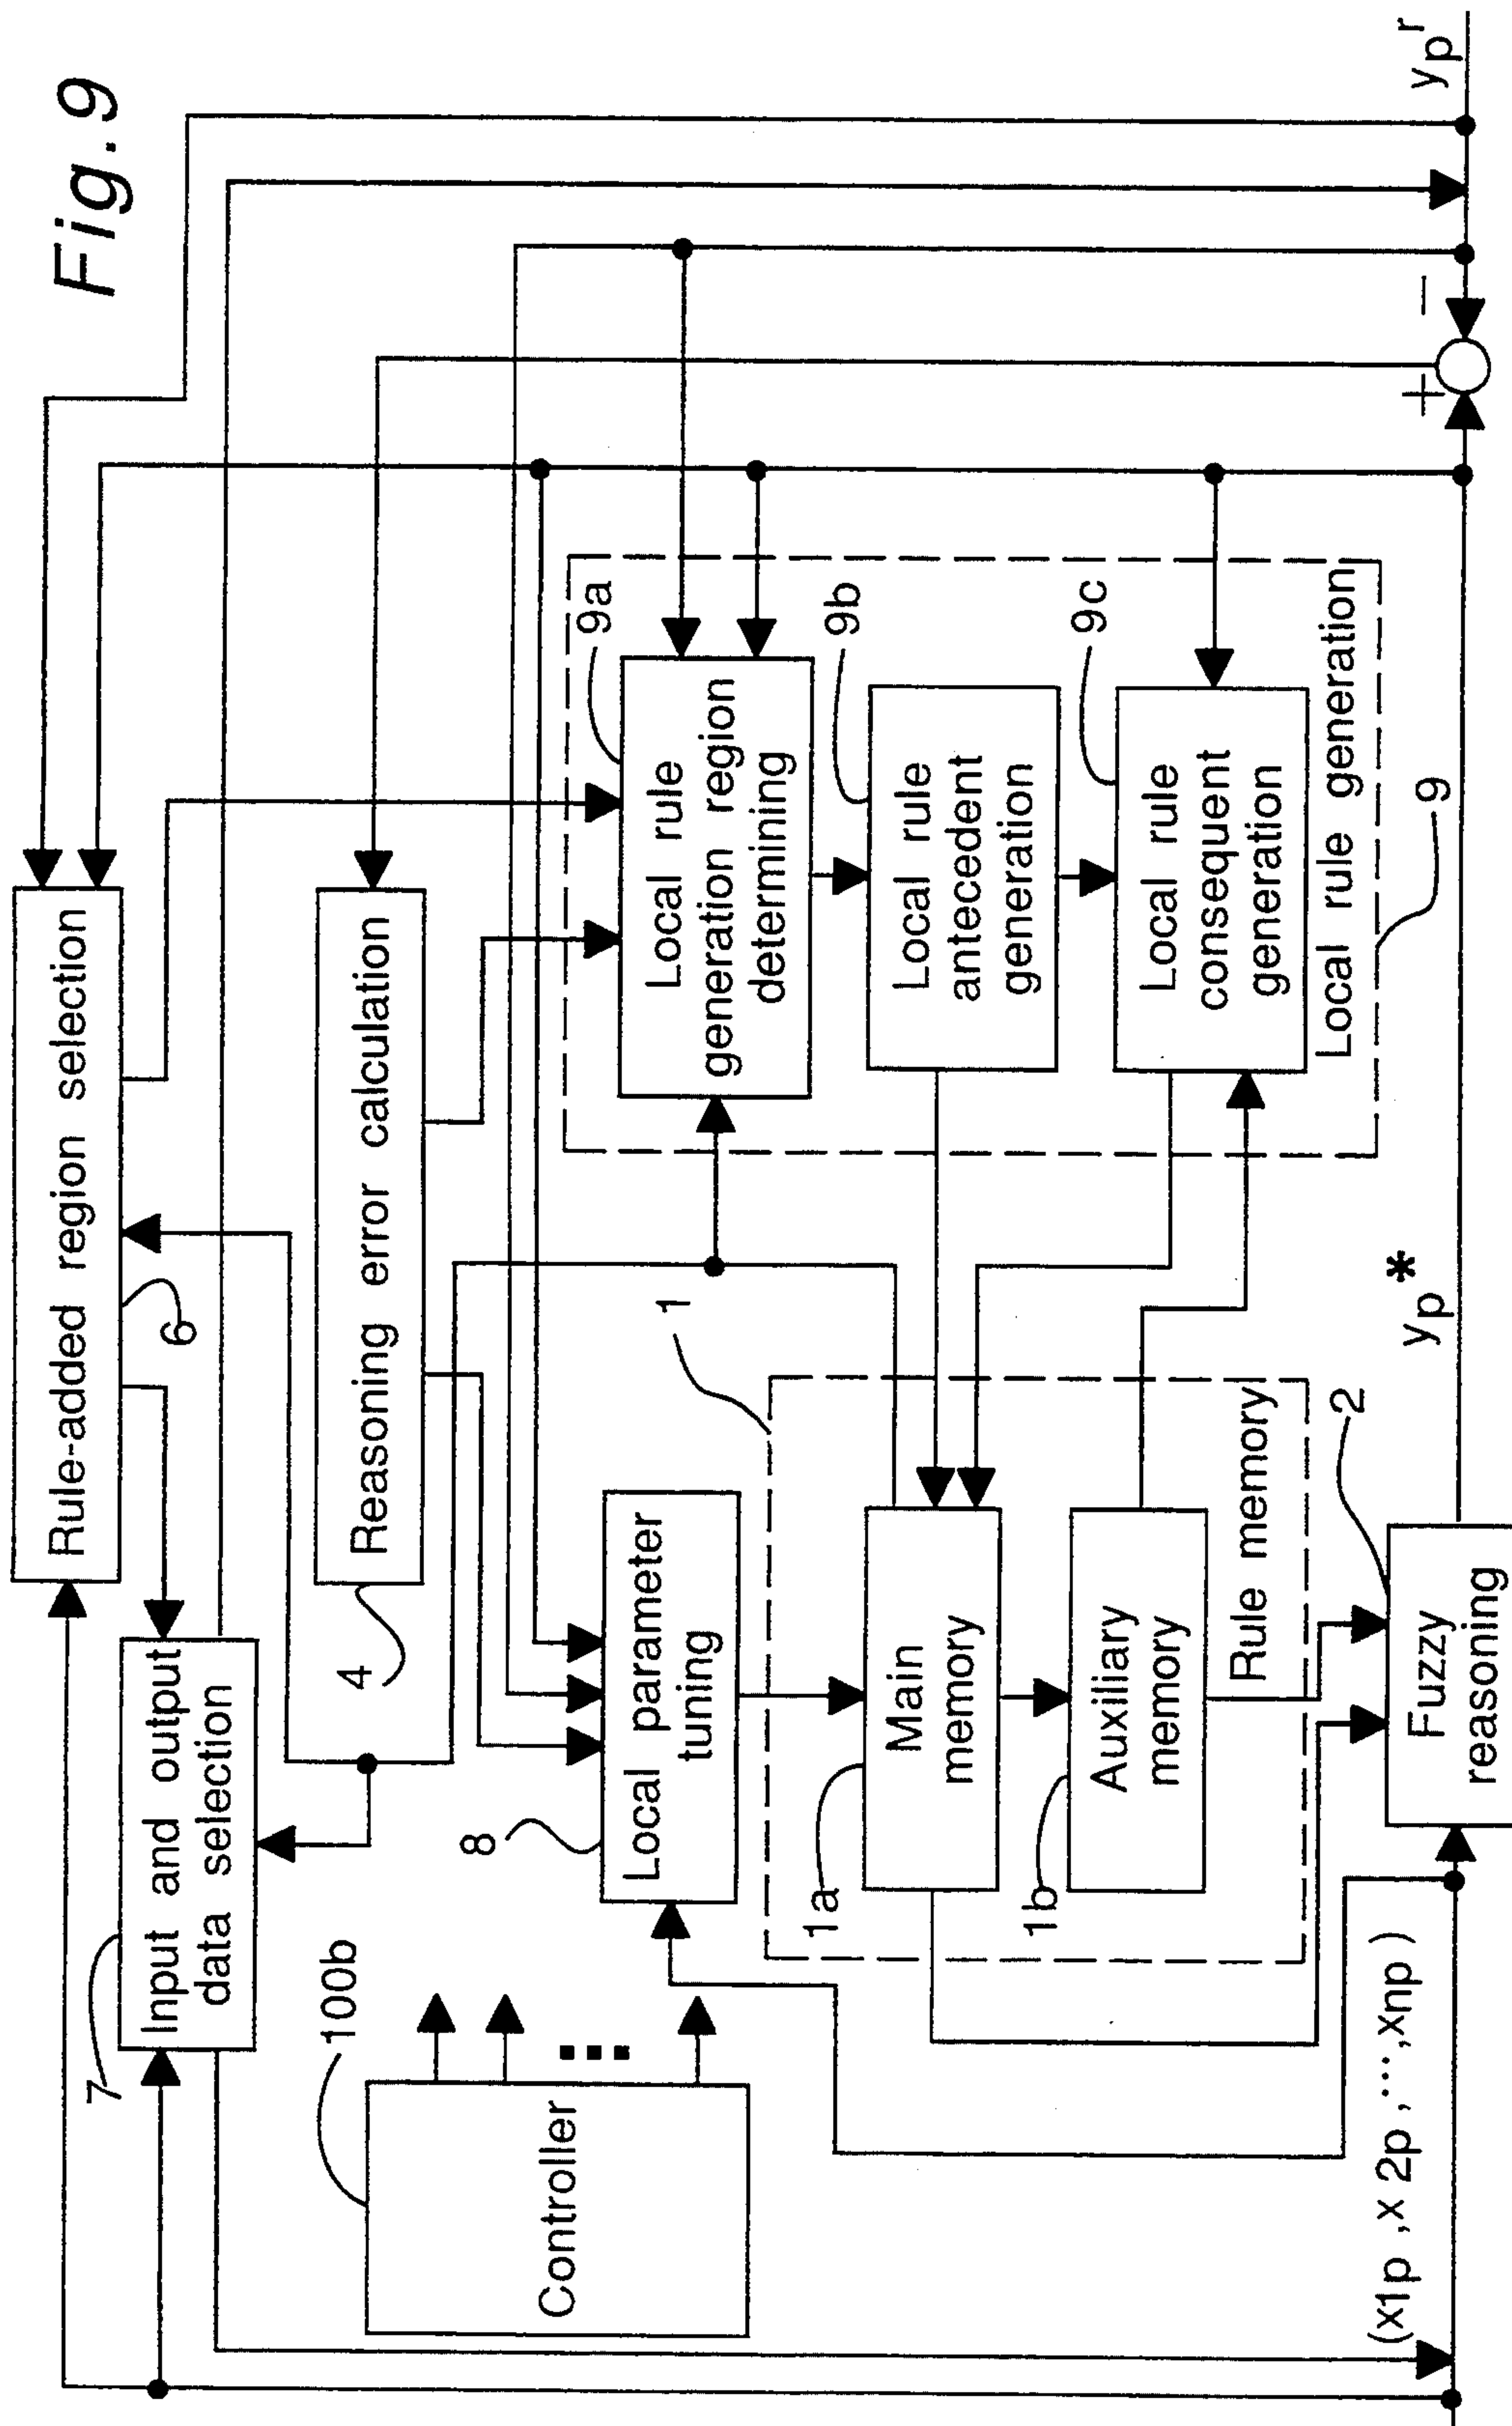 Fig. 9
Rule-added region selection
6
7
Input and output
data selection
Reasoning error calculation
4
100b
Controller
8
Local parameter
tuning
1
Main
memory
1a
Auxiliary
memory
1b
Rule memory
9a
Local rule
generation region
determining
9b
Local rule
antecedent
generation
9c
Local rule
consequent
generation
Local rule generation
9
2
Fuzzy
reasoning
(x1p ,x 2p ,···,xnp )
yp*
+
−
ypr